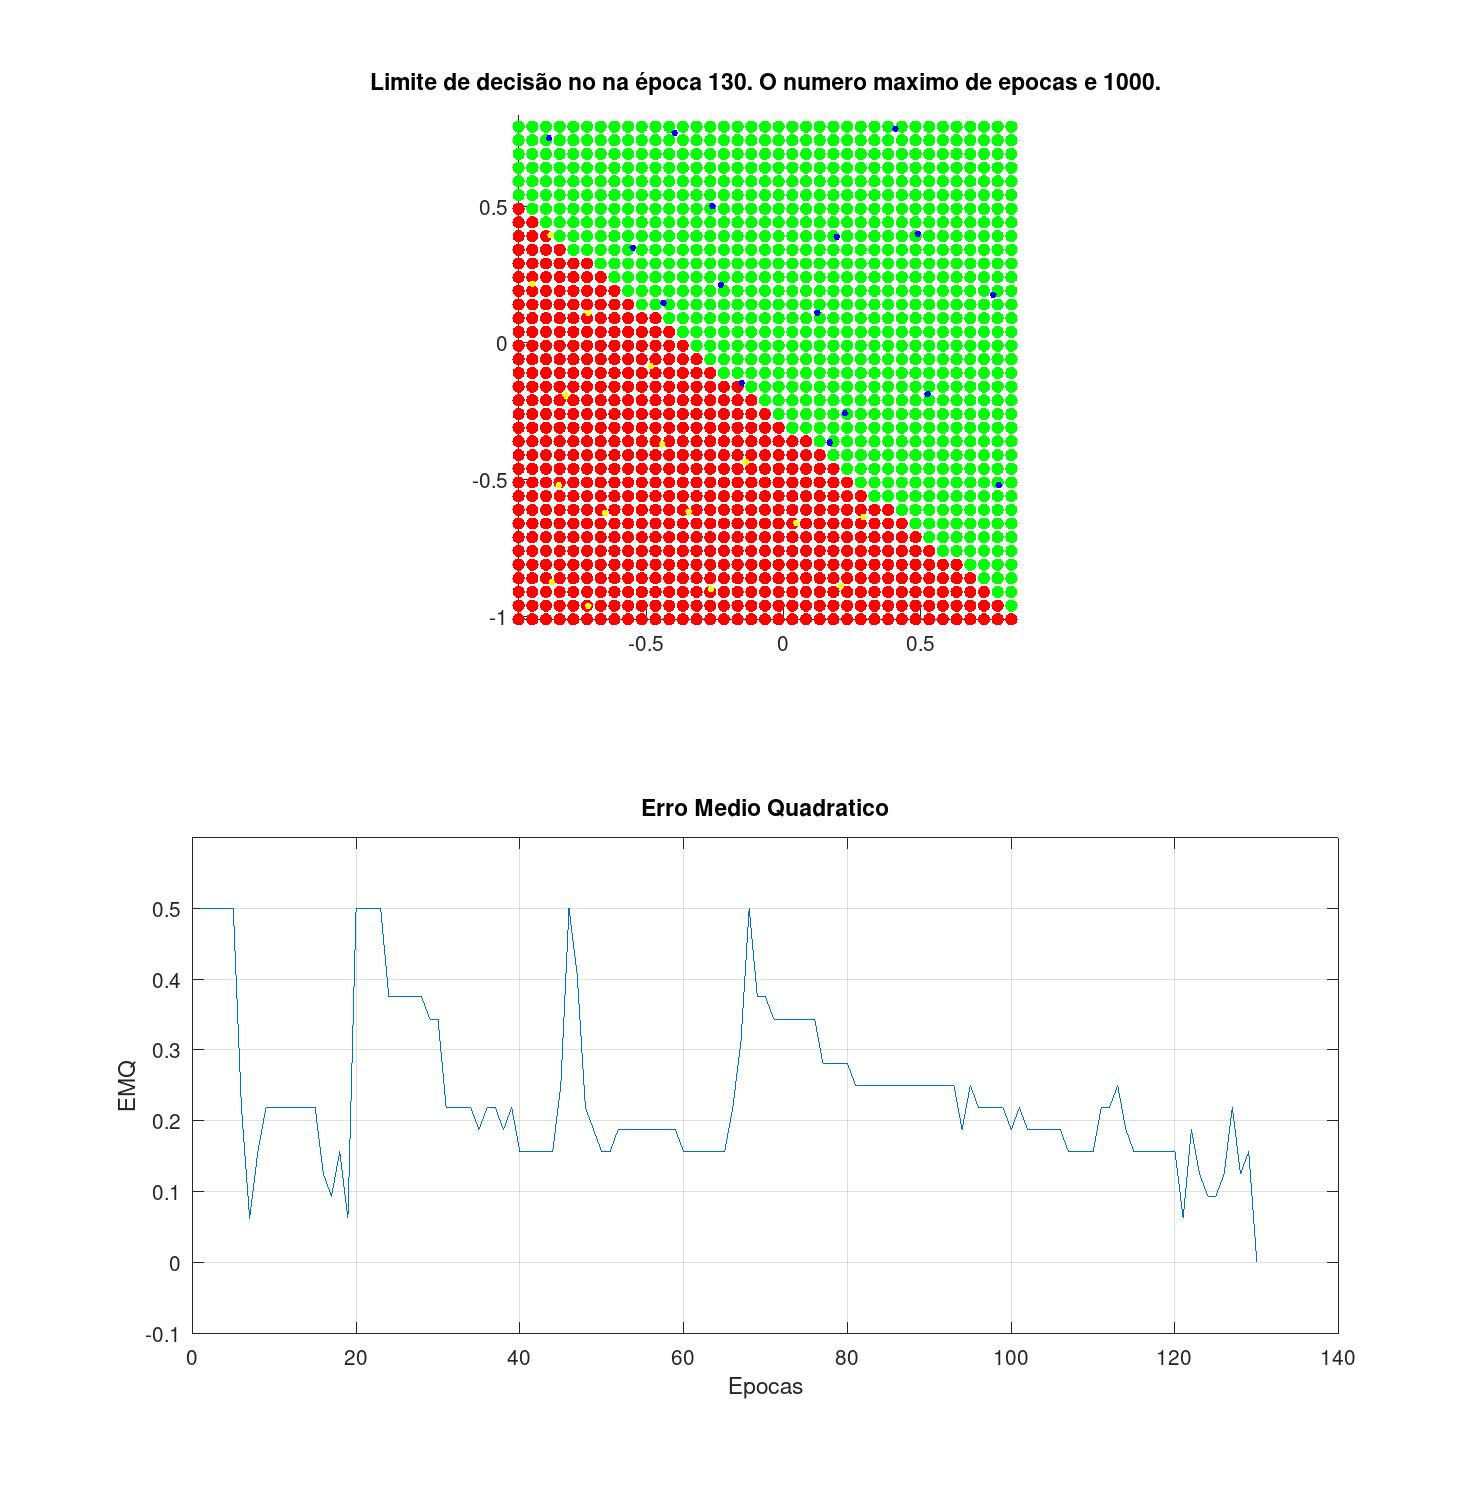 Limite de decisão no na época 130. O numero maximo de epocas e 1000.
0.5
0
-0.5
-1
-0.5 0 0.5
Erro Medio Quadratico
0.5
0.4
0.3
0.2
0.1
0
-0.1
EMQ
0 20 40 60 80 100 120 140
Epocas